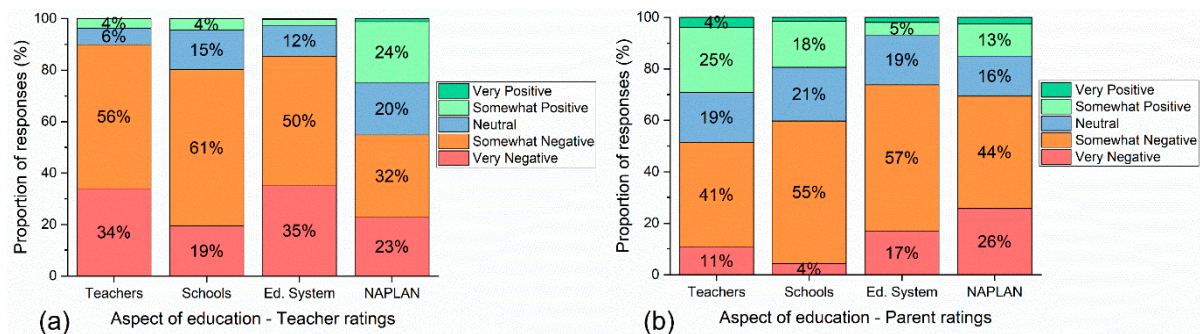 Proportion of responses (%)
100
80
60
40
20
0
4%
6%
56%
34%
4%
15%
61%
19%
12%
50%
35%
24%
20%
32%
23%
Teachers
Schools
Ed. System
NAPLAN
Very Positive
Somewhat Positive
Neutral
Somewhat Negative
Very Negative
(a)
Aspect of education - Teacher ratings
Proportion of responses (%)
100
80
60
40
20
0
4%
25%
19%
41%
11%
18%
21%
55%
4%
5%
19%
57%
17%
13%
16%
44%
26%
Teachers
Schools
Ed. System
NAPLAN
Very Positive
Somewhat Positive
Neutral
Somewhat Negative
Very Negative
(b)
Aspect of education - Parent ratings